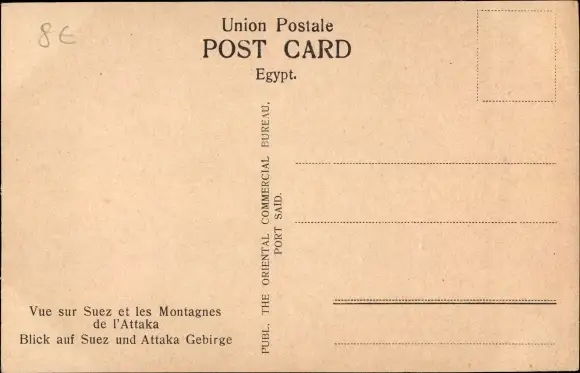 8€
Union Postale
POST CARD
Egypt.
PUBL. THE ORIENTAL COMMERCIAL BUREAU,
PORT SAID.
Vue sur Suez et les Montagnes
de l'Attaka
Blick auf Suez und Attaka Gebirge